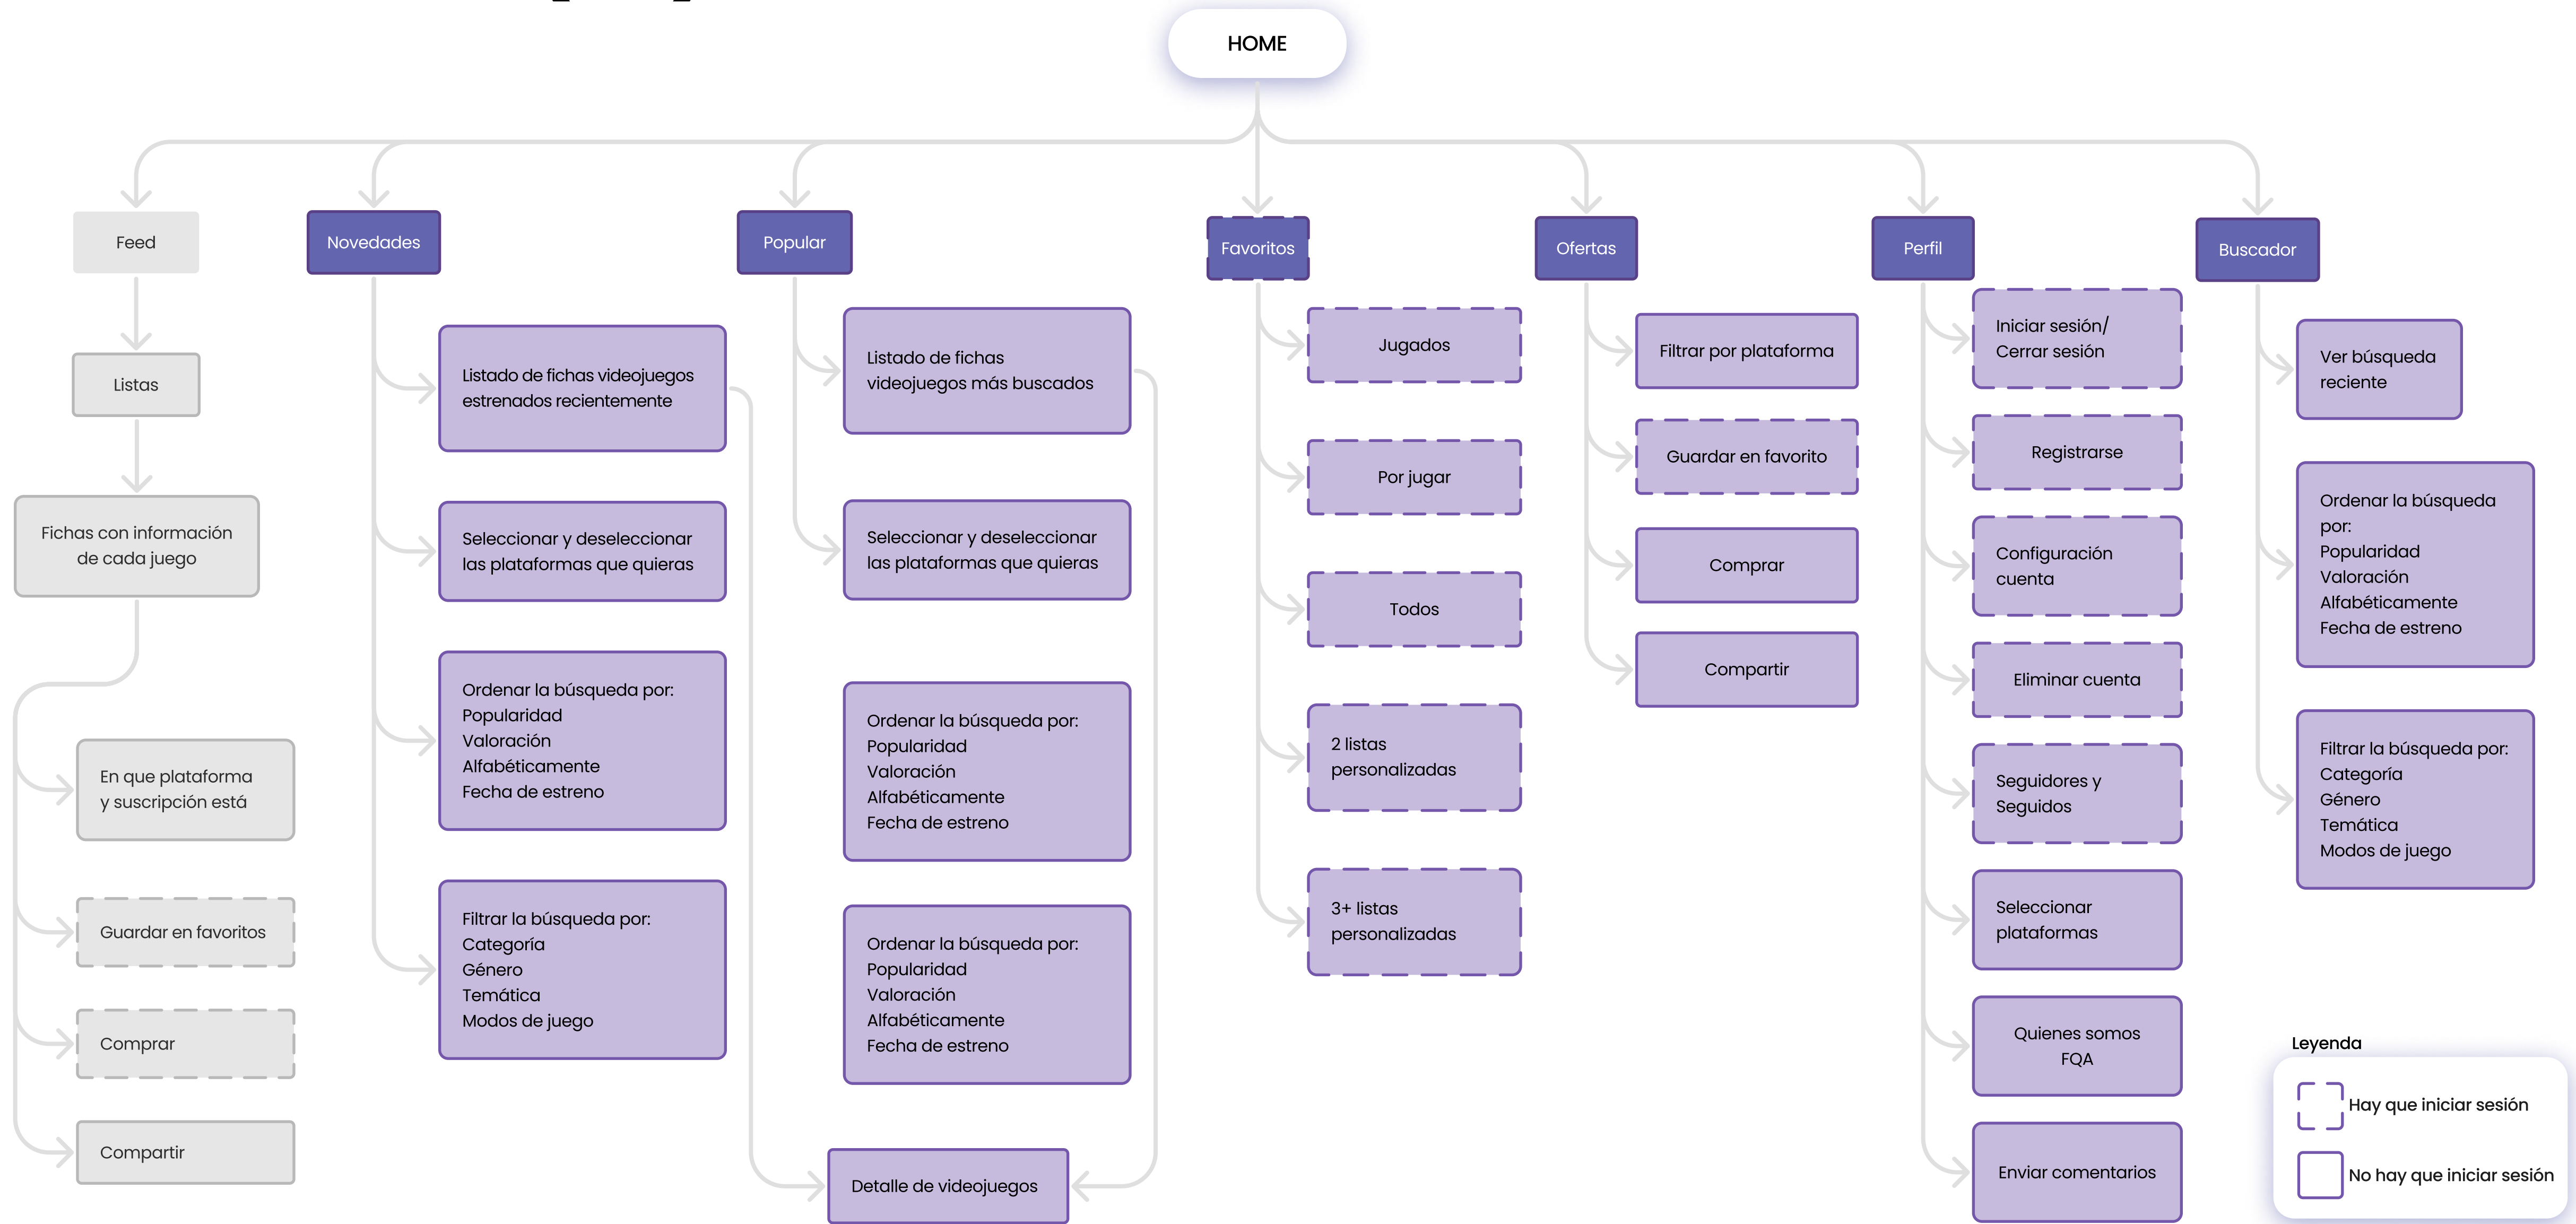 HOME
Feed
Listas
Fichas con información
de cada juego
En que plataforma
y suscripción está
Guardar en favoritos
Comprar
Compartir
Novedades
Listado de fichas videojuegos
estrenados recientemente
Seleccionar y deseleccionar
las plataformas que quieras
Ordenar la búsqueda por:
Popularidad
Valoración
Alfabéticamente
Fecha de estreno
Filtrar la búsqueda por:
Categoría
Género
Temática
Modos de juego
Popular
Listado de fichas
videojuegos más buscados
Seleccionar y deseleccionar
las plataformas que quieras
Ordenar la búsqueda por:
Popularidad
Valoración
Alfabéticamente
Fecha de estreno
Ordenar la búsqueda por:
Popularidad
Valoración
Alfabéticamente
Fecha de estreno
Detalle de videojuegos
Favoritos
Jugados
Por jugar
Todos
2 listas
personalizadas
3+ listas
personalizadas
Ofertas
Filtrar por plataforma
Guardar en favorito
Comprar
Compartir
Perfil
Iniciar sesión/
Cerrar sesión
Registrarse
Configuración
cuenta
Eliminar cuenta
Seguidores y
Seguidos
Seleccionar
plataformas
Quienes somos
FQA
Enviar comentarios
Buscador
Ver búsqueda
reciente
Ordenar la búsqueda
por:
Popularidad
Valoración
Alfabéticamente
Fecha de estreno
Filtrar la búsqueda por:
Categoría
Género
Temática
Modos de juego
Leyenda
Hay que iniciar sesión
No hay que iniciar sesión